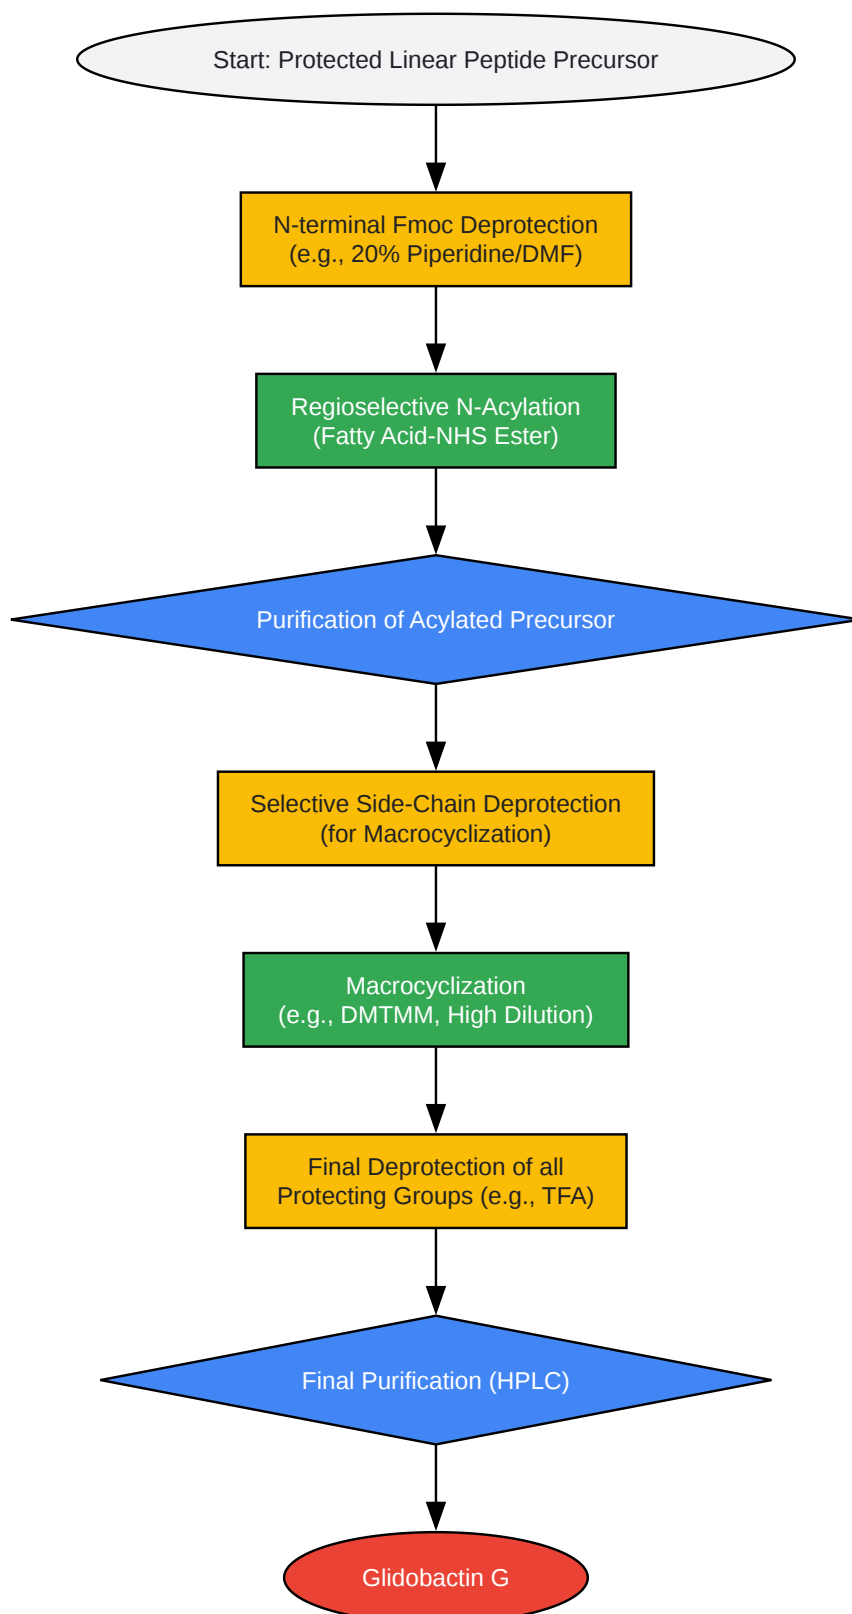 Start: Protected Linear Peptide Precursor
N-terminal Fmoc Deprotection
(e.g., 20% Piperidine/DMF)
Regioselective N-Acylation
(Fatty Acid-NHS Ester)
Purification of Acylated Precursor
Selective Side-Chain Deprotection
(for Macrocyclization)
Macrocyclization
(e.g., DMTMM, High Dilution)
Final Deprotection of all
Protecting Groups (e.g., TFA)
Final Purification (HPLC)
Glidobactin G